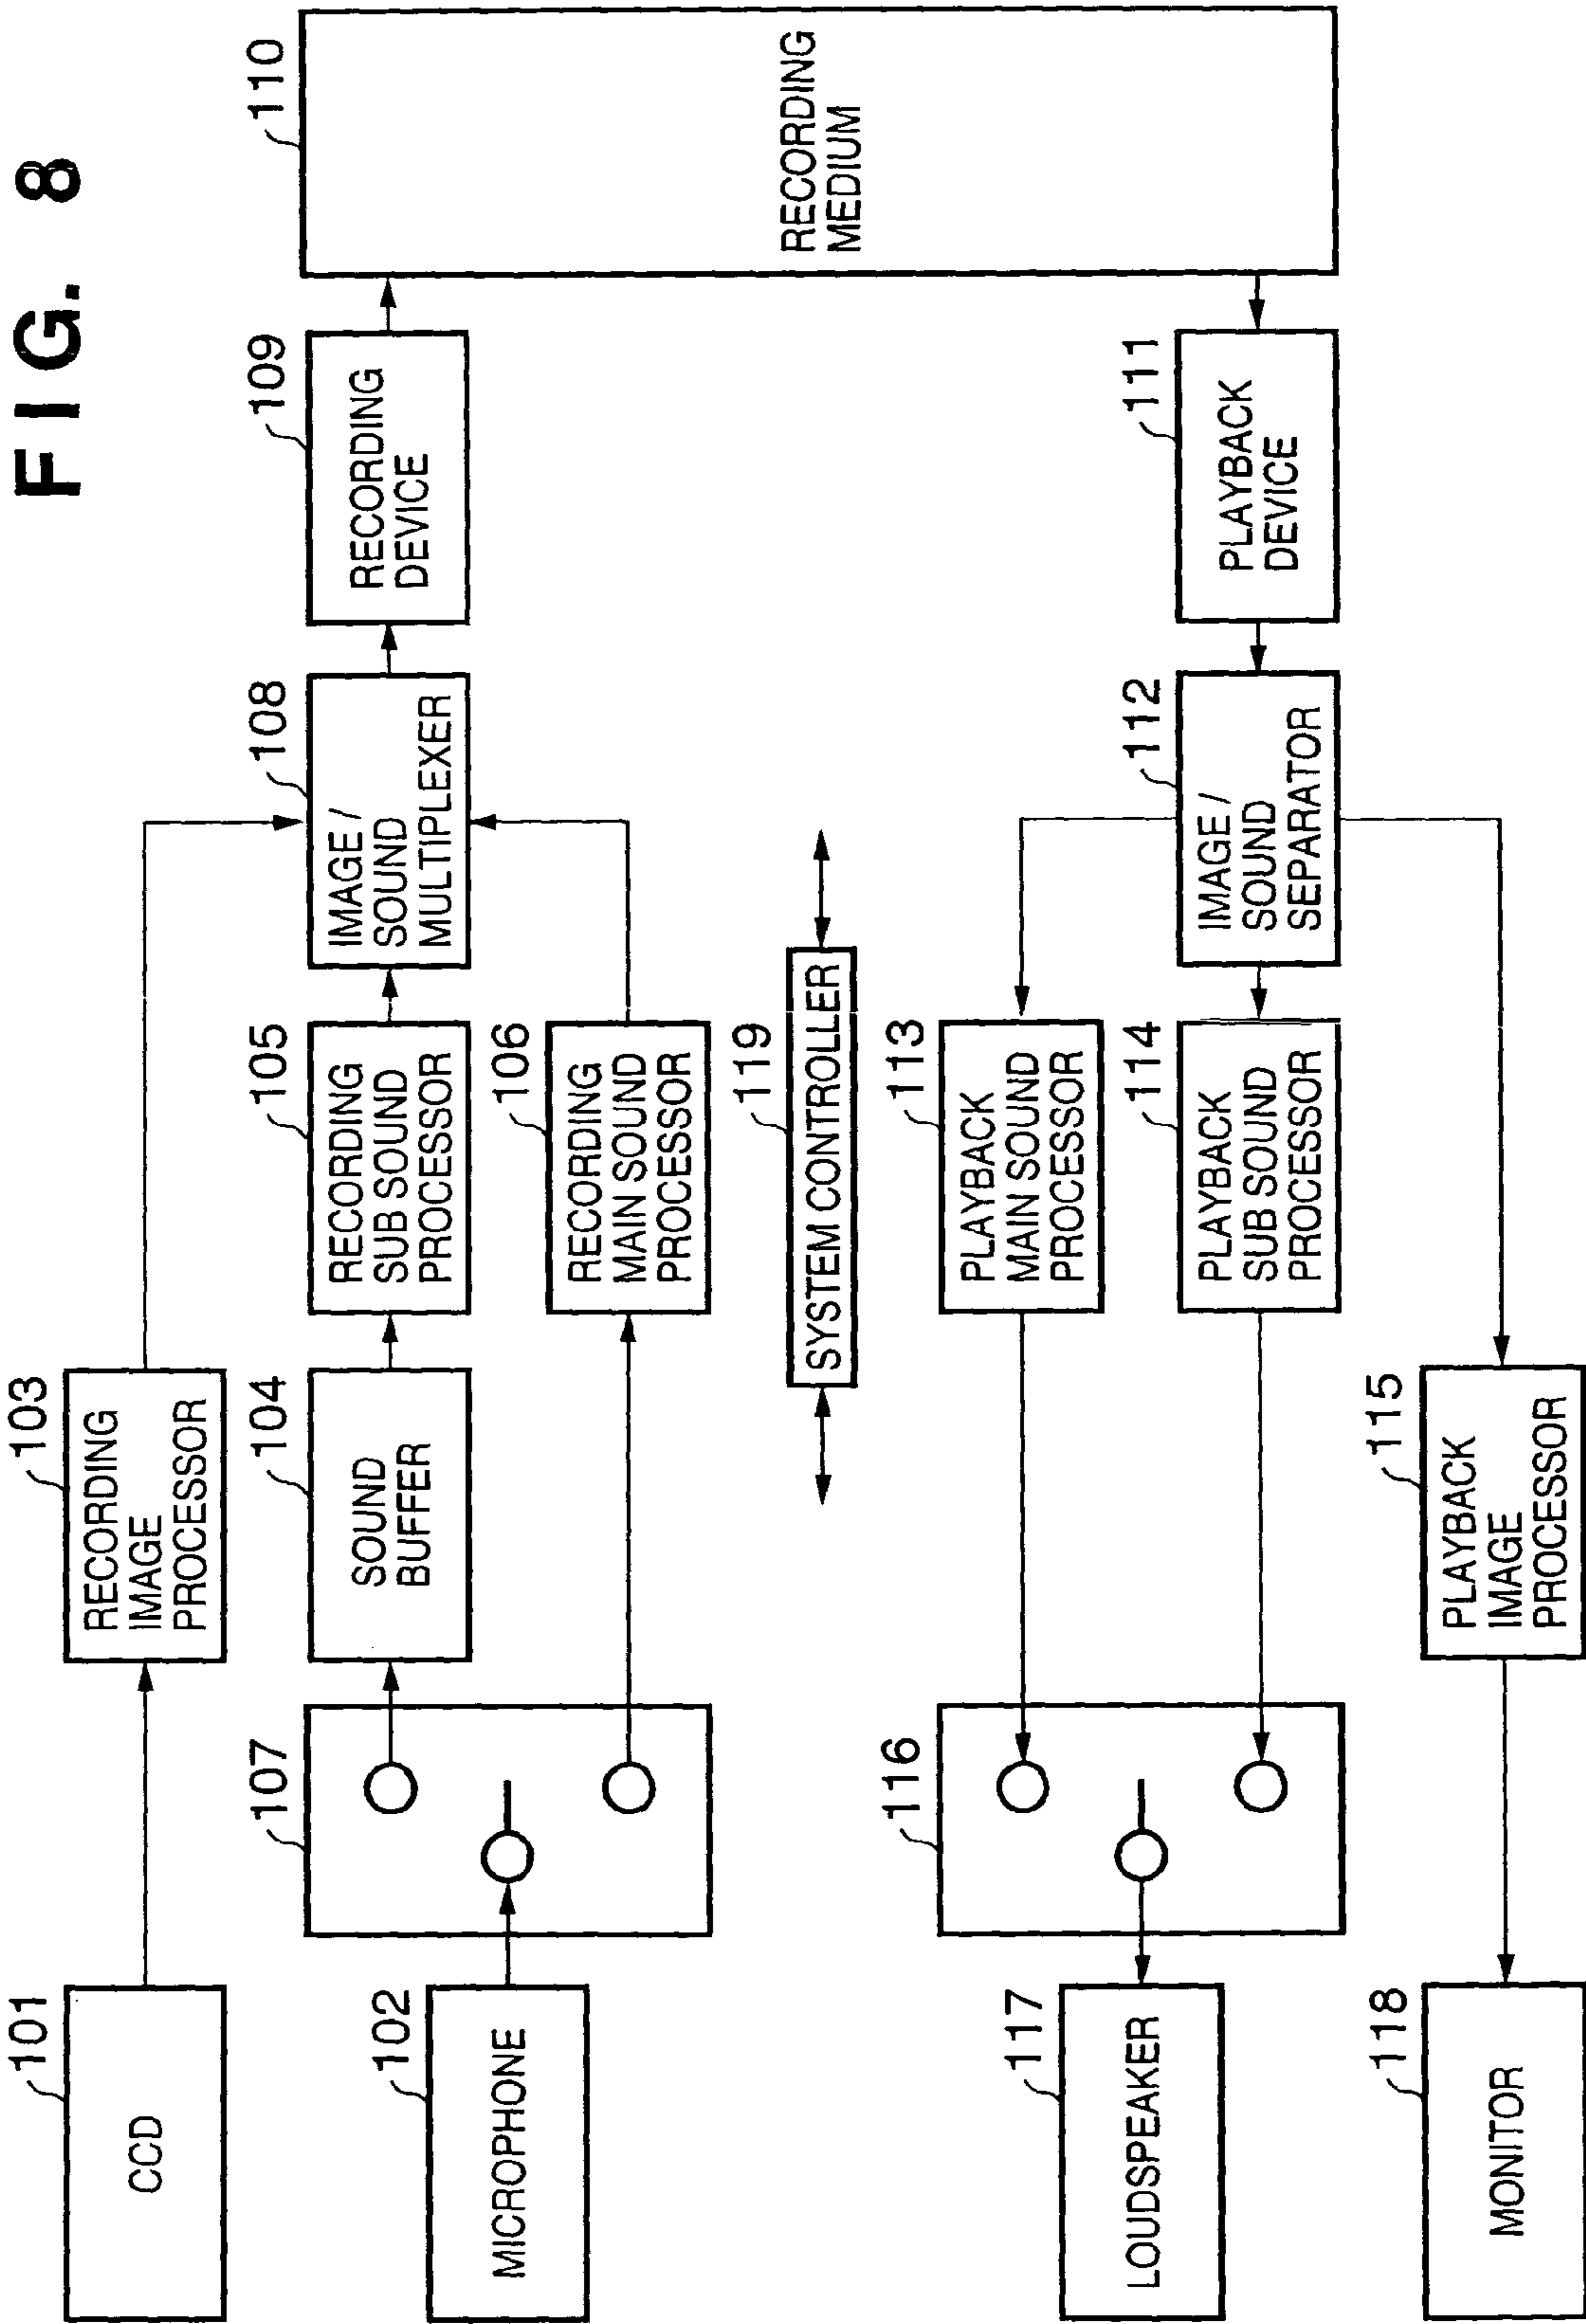 FIG. 8
101
CCD
103
RECORDING
IMAGE
PROCESSOR
102
MICROPHONE
107
104
SOUND
BUFFER
105
RECORDING
SUB SOUND
PROCESSOR
106
RECORDING
MAIN SOUND
PROCESSOR
108
IMAGE /
SOUND
MULTIPLEXER
109
RECORDING
DEVICE
110
RECORDING
MEDIUM
119
SYSTEM CONTROLLER
117
LOUDSPEAKER
116
113
PLAYBACK
MAIN SOUND
PROCESSOR
114
PLAYBACK
SUB SOUND
PROCESSOR
112
IMAGE /
SOUND
SEPARATOR
111
PLAYBACK
DEVICE
118
MONITOR
115
PLAYBACK
IMAGE
PROCESSOR